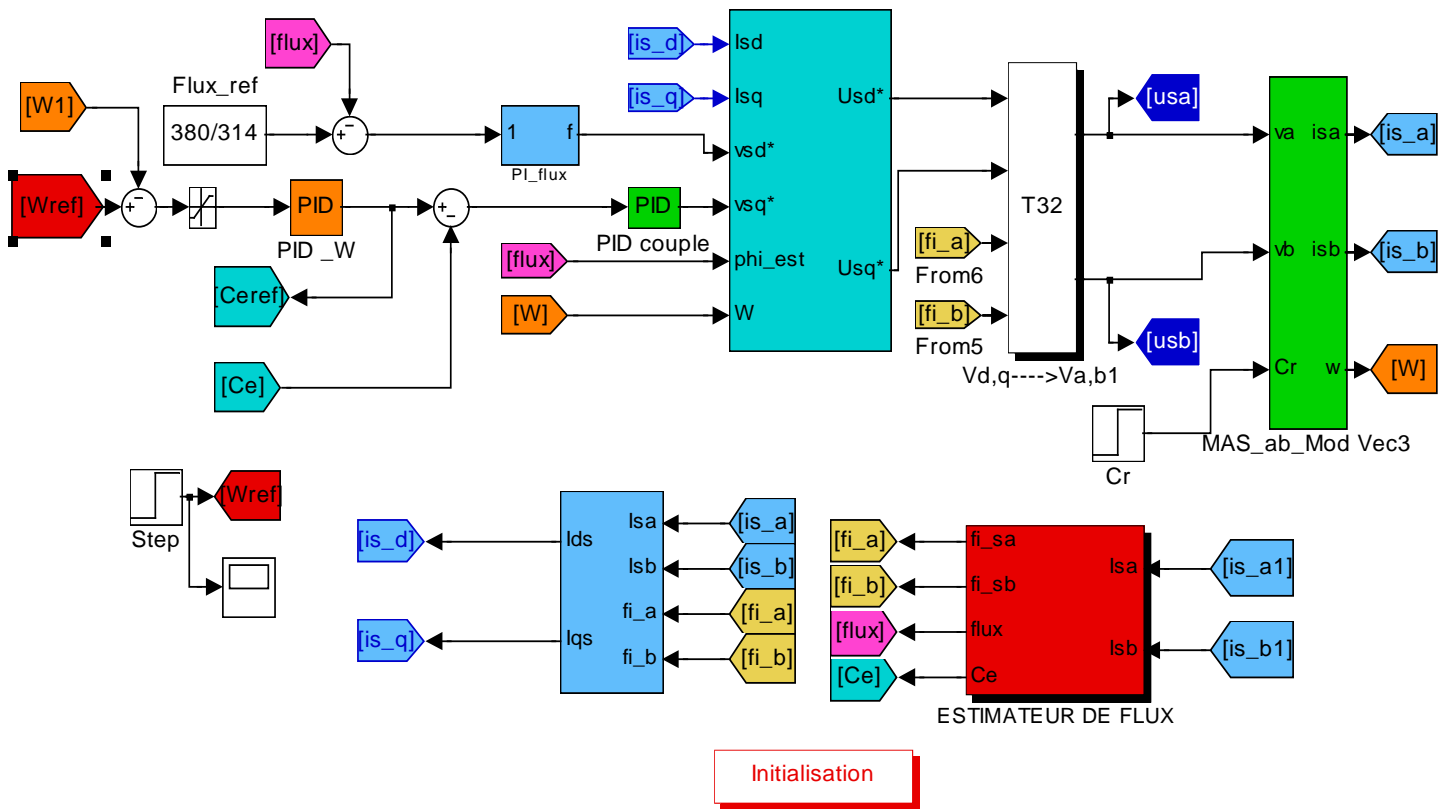 [flux]
[is_d]
Isd
Flux_ref
[W1]
[is_q]
Isq
Usd*
[usa]
380/314
+
−
1
f
vsd*
va
isa
[is_a]
PI_flux
[Wref]
+
−
PID
+
−
PID
vsq*
T32
PID _W
PID couple
[flux]
phi_est
Usq*
[fi_a]
From6
vb
isb
[is_b]
[Ceref]
[W]
W
[fi_b]
From5
[usb]
[Ce]
Vd,q---->Va,b1
Cr
w
[W]
MAS_ab_Mod Vec3
Cr
[Wref]
Step
[is_d]
Ids
Isa
[is_a]
Isb
[is_b]
fi_a
[fi_a]
[is_q]
Iqs
fi_b
[fi_b]
[fi_a]
fi_sa
Isa
[is_a1]
[fi_b]
fi_sb
[flux]
flux
Isb
[is_b1]
[Ce]
Ce
ESTIMATEUR DE FLUX
Initialisation